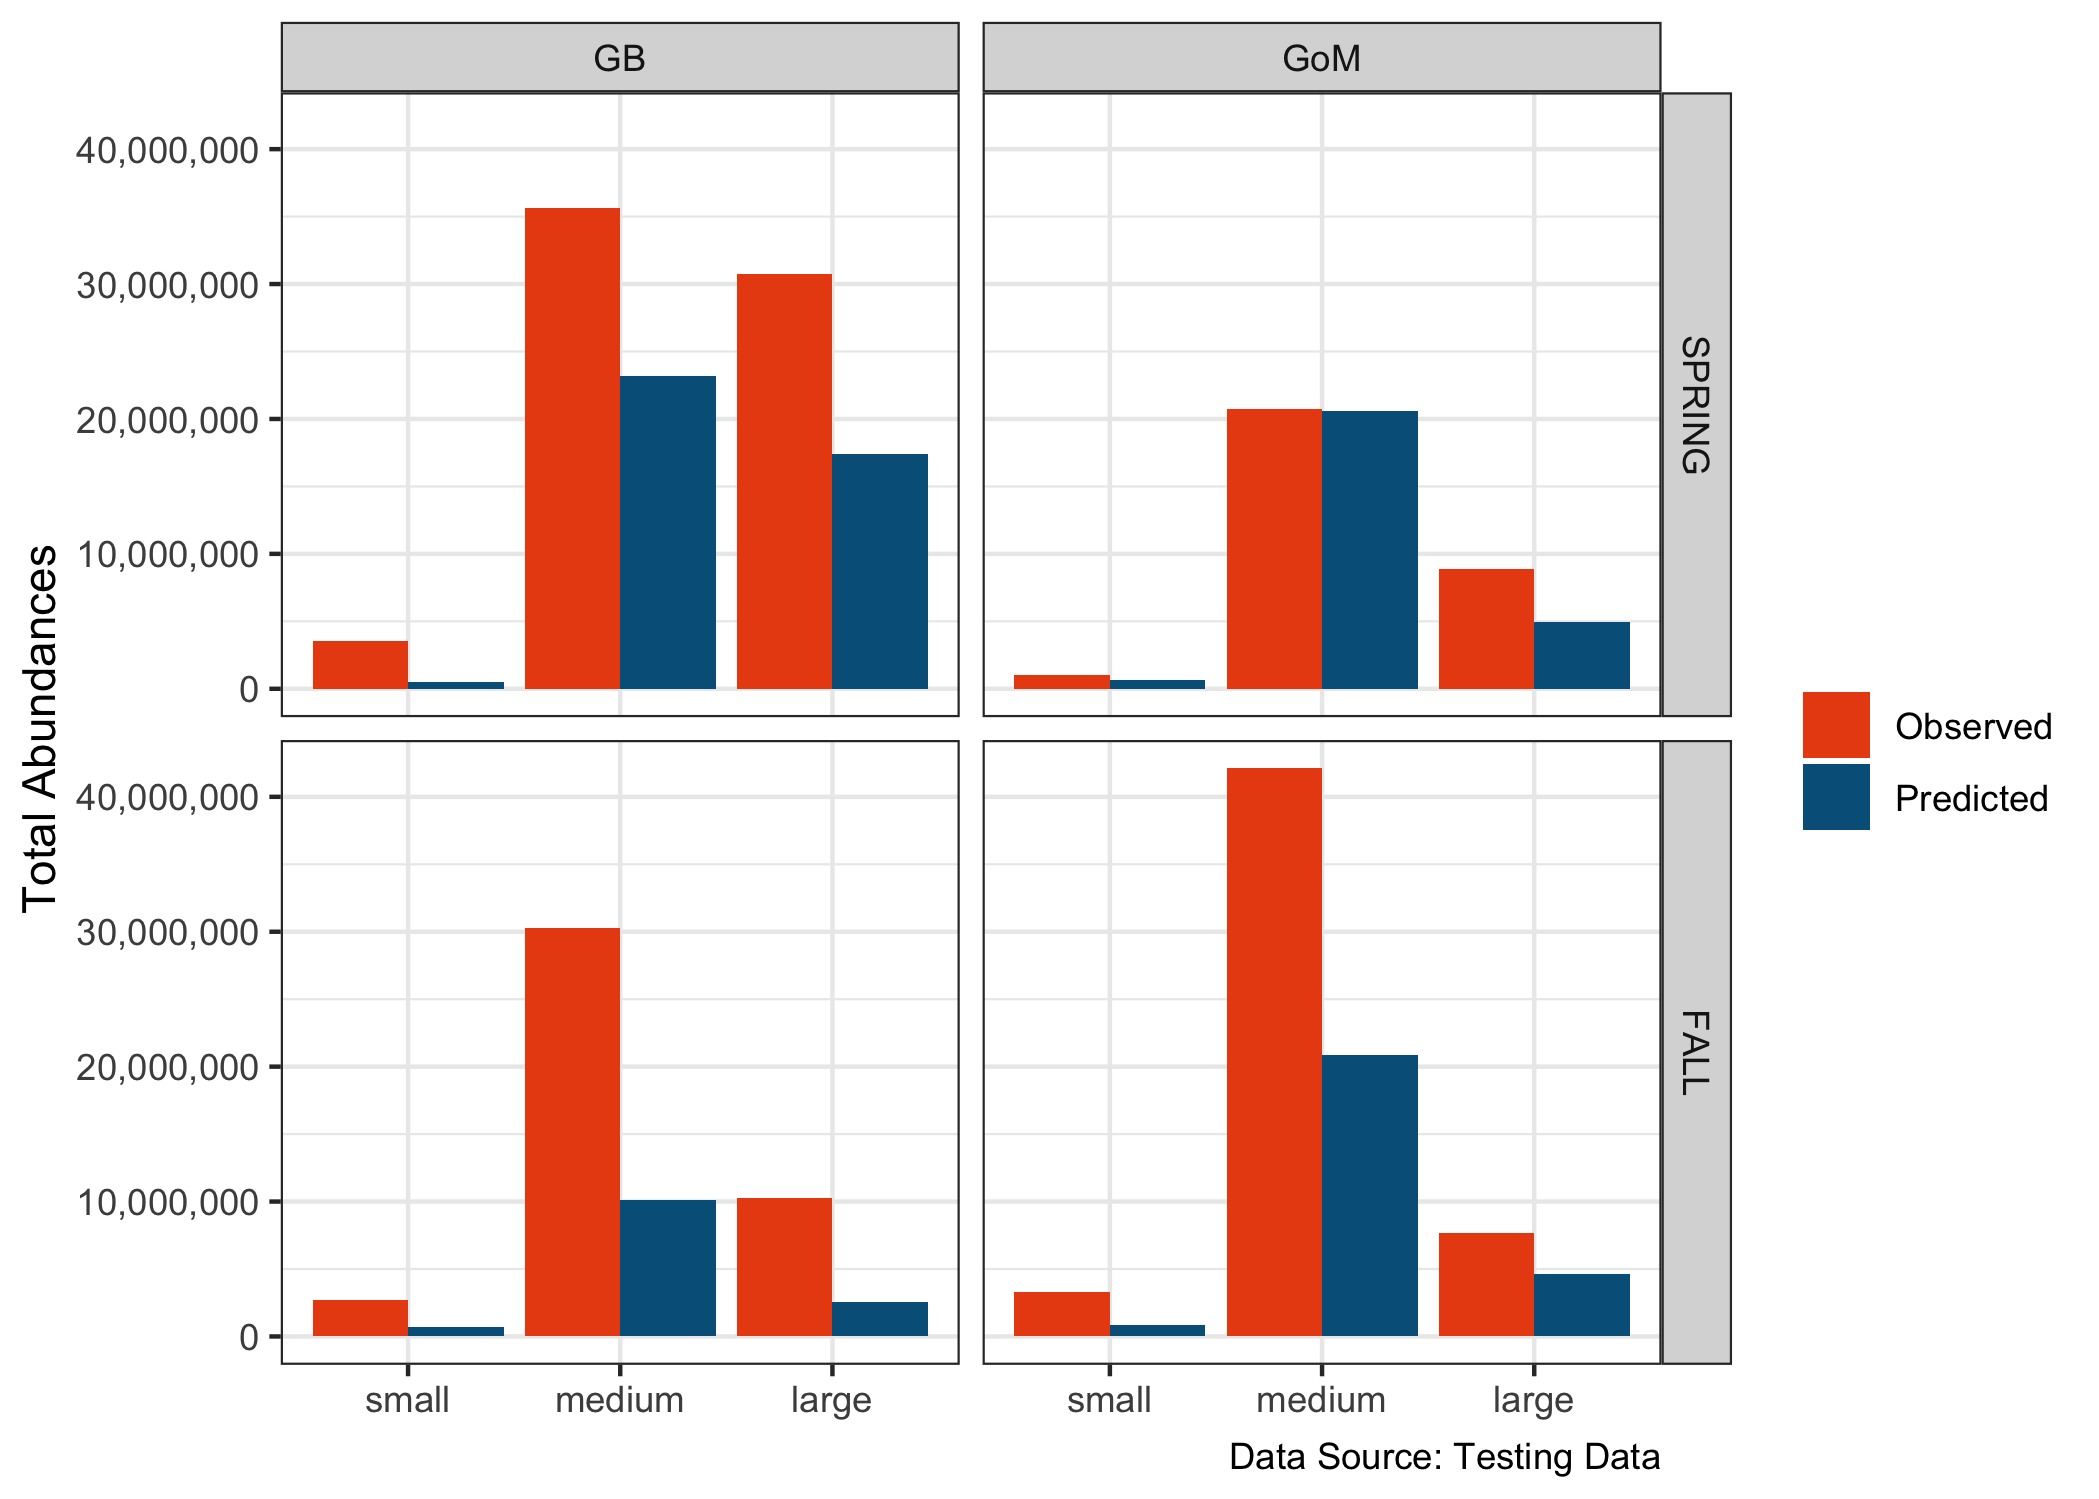 GB
GoM
SPRING
40,000,000
30,000,000
20,000,000
10,000,000
0
Total Abundances
FALL
40,000,000
30,000,000
20,000,000
10,000,000
0
small medium large
small medium large
Observed
Predicted
Data Source: Testing Data